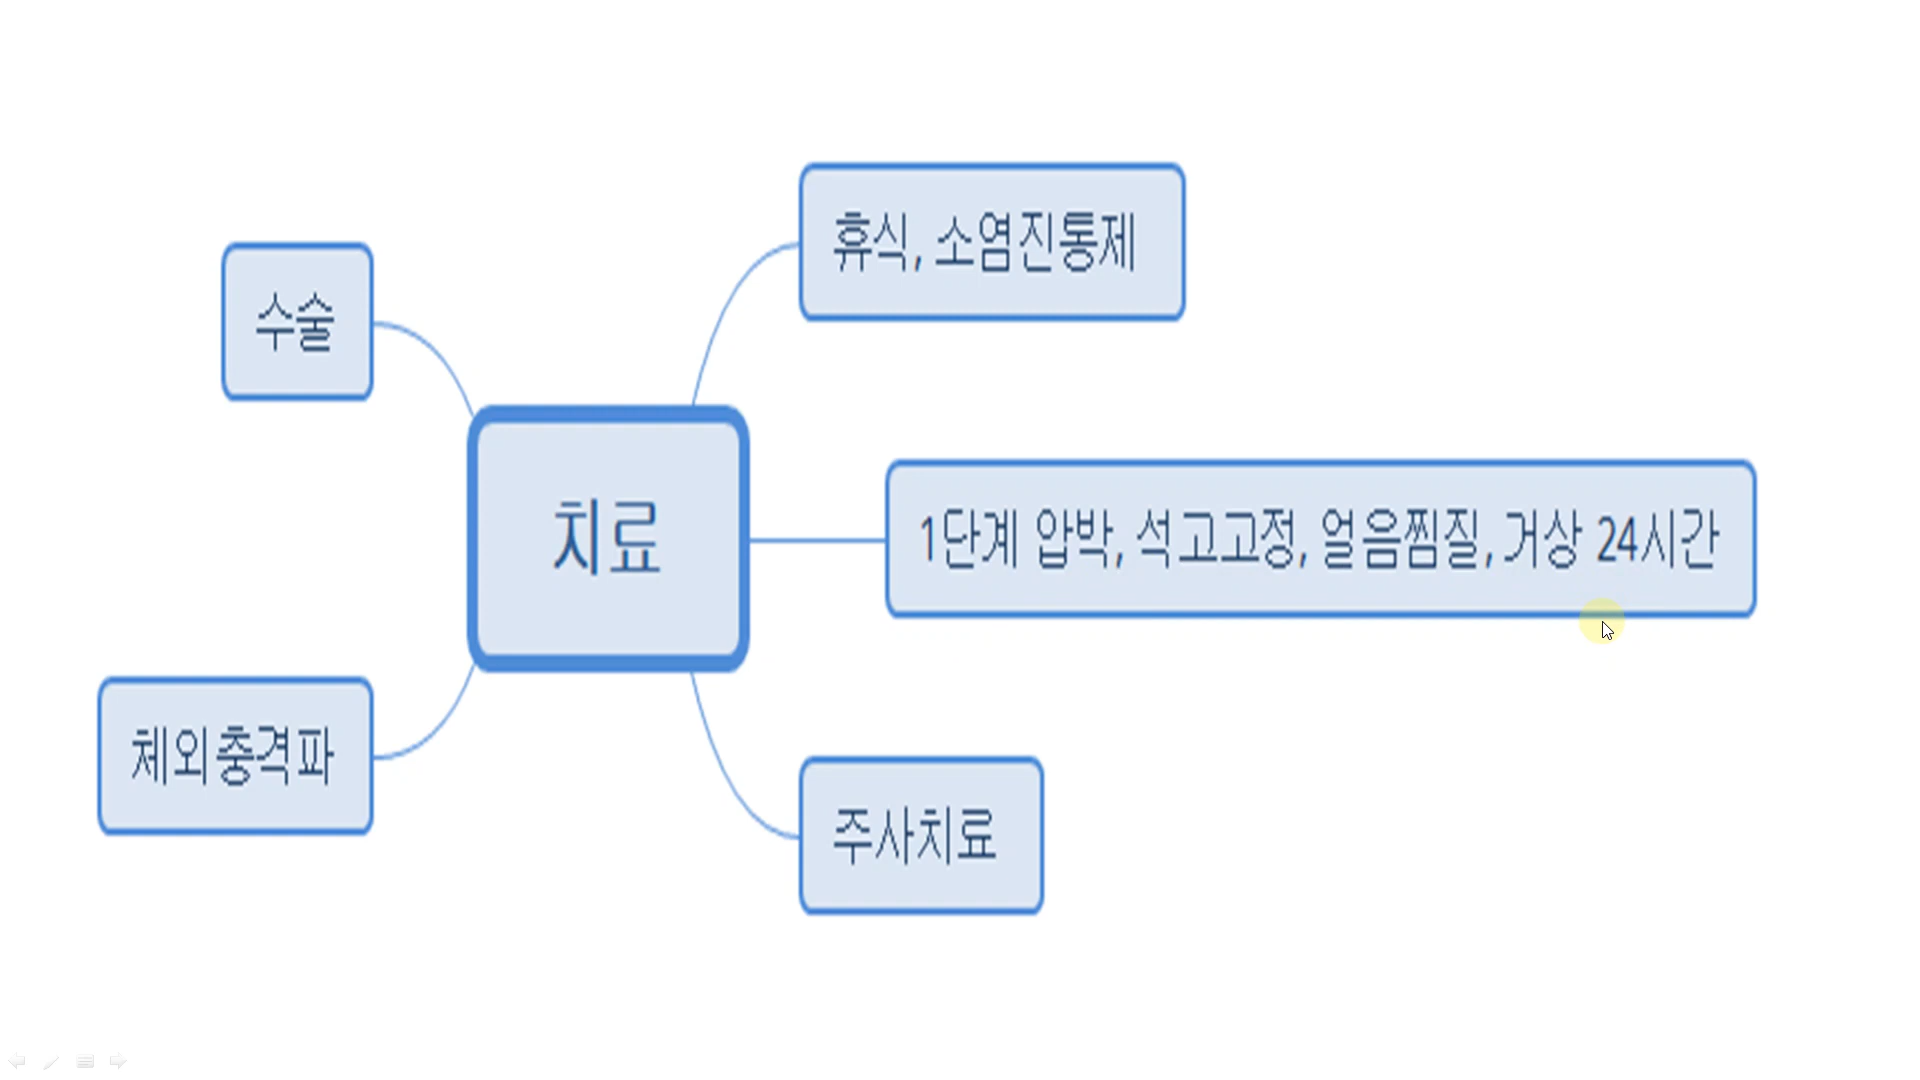 휴식, 소염진통제
수술
치료
1단계 압박, 석고고정, 얼음찜질, 거상 24시간
체외충격파
주사치료